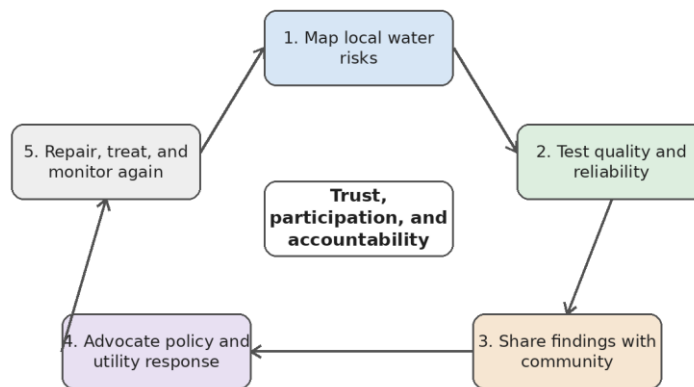 1. Map local water
risks
2. Test quality and
reliability
3. Share findings with
community
4. Advocate policy and
utility response
5. Repair, treat, and
monitor again
Trust,
participation, and
accountability